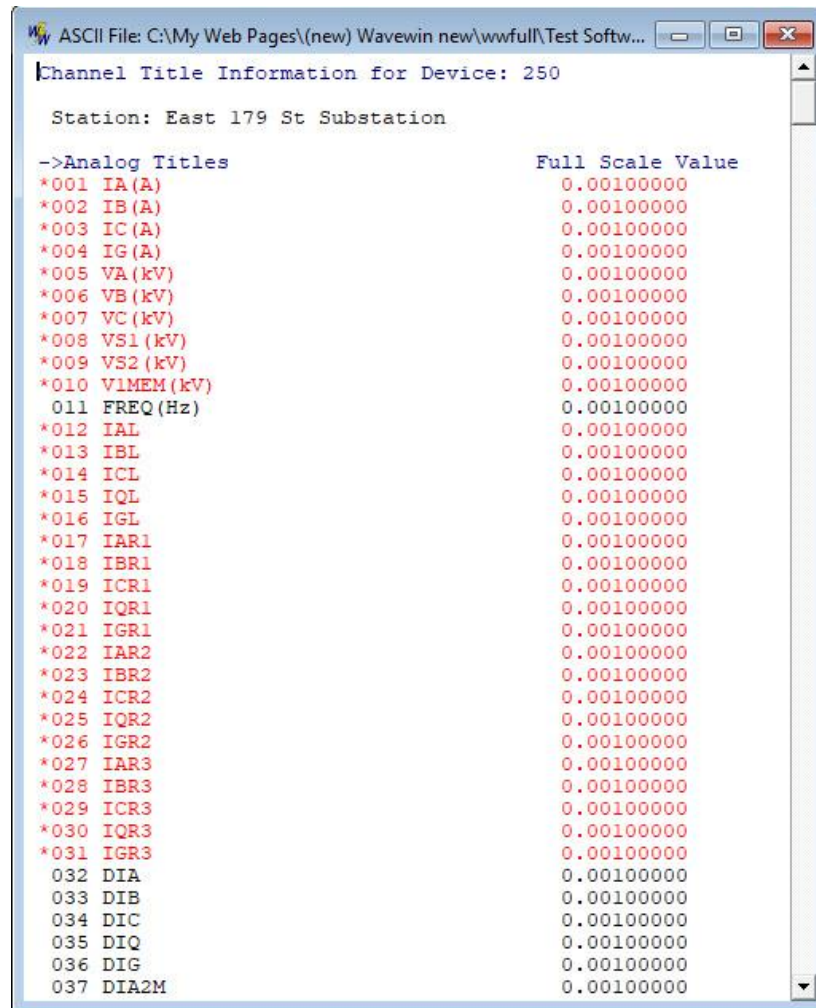 WW ASCII File: C:\My Web Pages\(new) Wavewin new\wwfull\Test Softw...
Channel Title Information for Device: 250
Station: East 179 St Substation
->Analog Titles Full Scale Value
*001 IA(A) 0.00100000
*002 IB(A) 0.00100000
*003 IC(A) 0.00100000
*004 IG(A) 0.00100000
*005 VA(kV) 0.00100000
*006 VB(kV) 0.00100000
*007 VC(kV) 0.00100000
*008 VS1(kV) 0.00100000
*009 VS2(kV) 0.00100000
*010 V1MEM(kV) 0.00100000
011 FREQ(Hz) 0.00100000
*012 IAL 0.00100000
*013 IBL 0.00100000
*014 ICL 0.00100000
*015 IQL 0.00100000
*016 IGL 0.00100000
*017 IAR1 0.00100000
*018 IBR1 0.00100000
*019 ICR1 0.00100000
*020 IQR1 0.00100000
*021 IGR1 0.00100000
*022 IAR2 0.00100000
*023 IBR2 0.00100000
*024 ICR2 0.00100000
*025 IQR2 0.00100000
*026 IGR2 0.00100000
*027 IAR3 0.00100000
*028 IBR3 0.00100000
*029 ICR3 0.00100000
*030 IQR3 0.00100000
*031 IGR3 0.00100000
032 DIA 0.00100000
033 DIB 0.00100000
034 DIC 0.00100000
035 DIQ 0.00100000
036 DIG 0.00100000
037 DIA2M 0.00100000